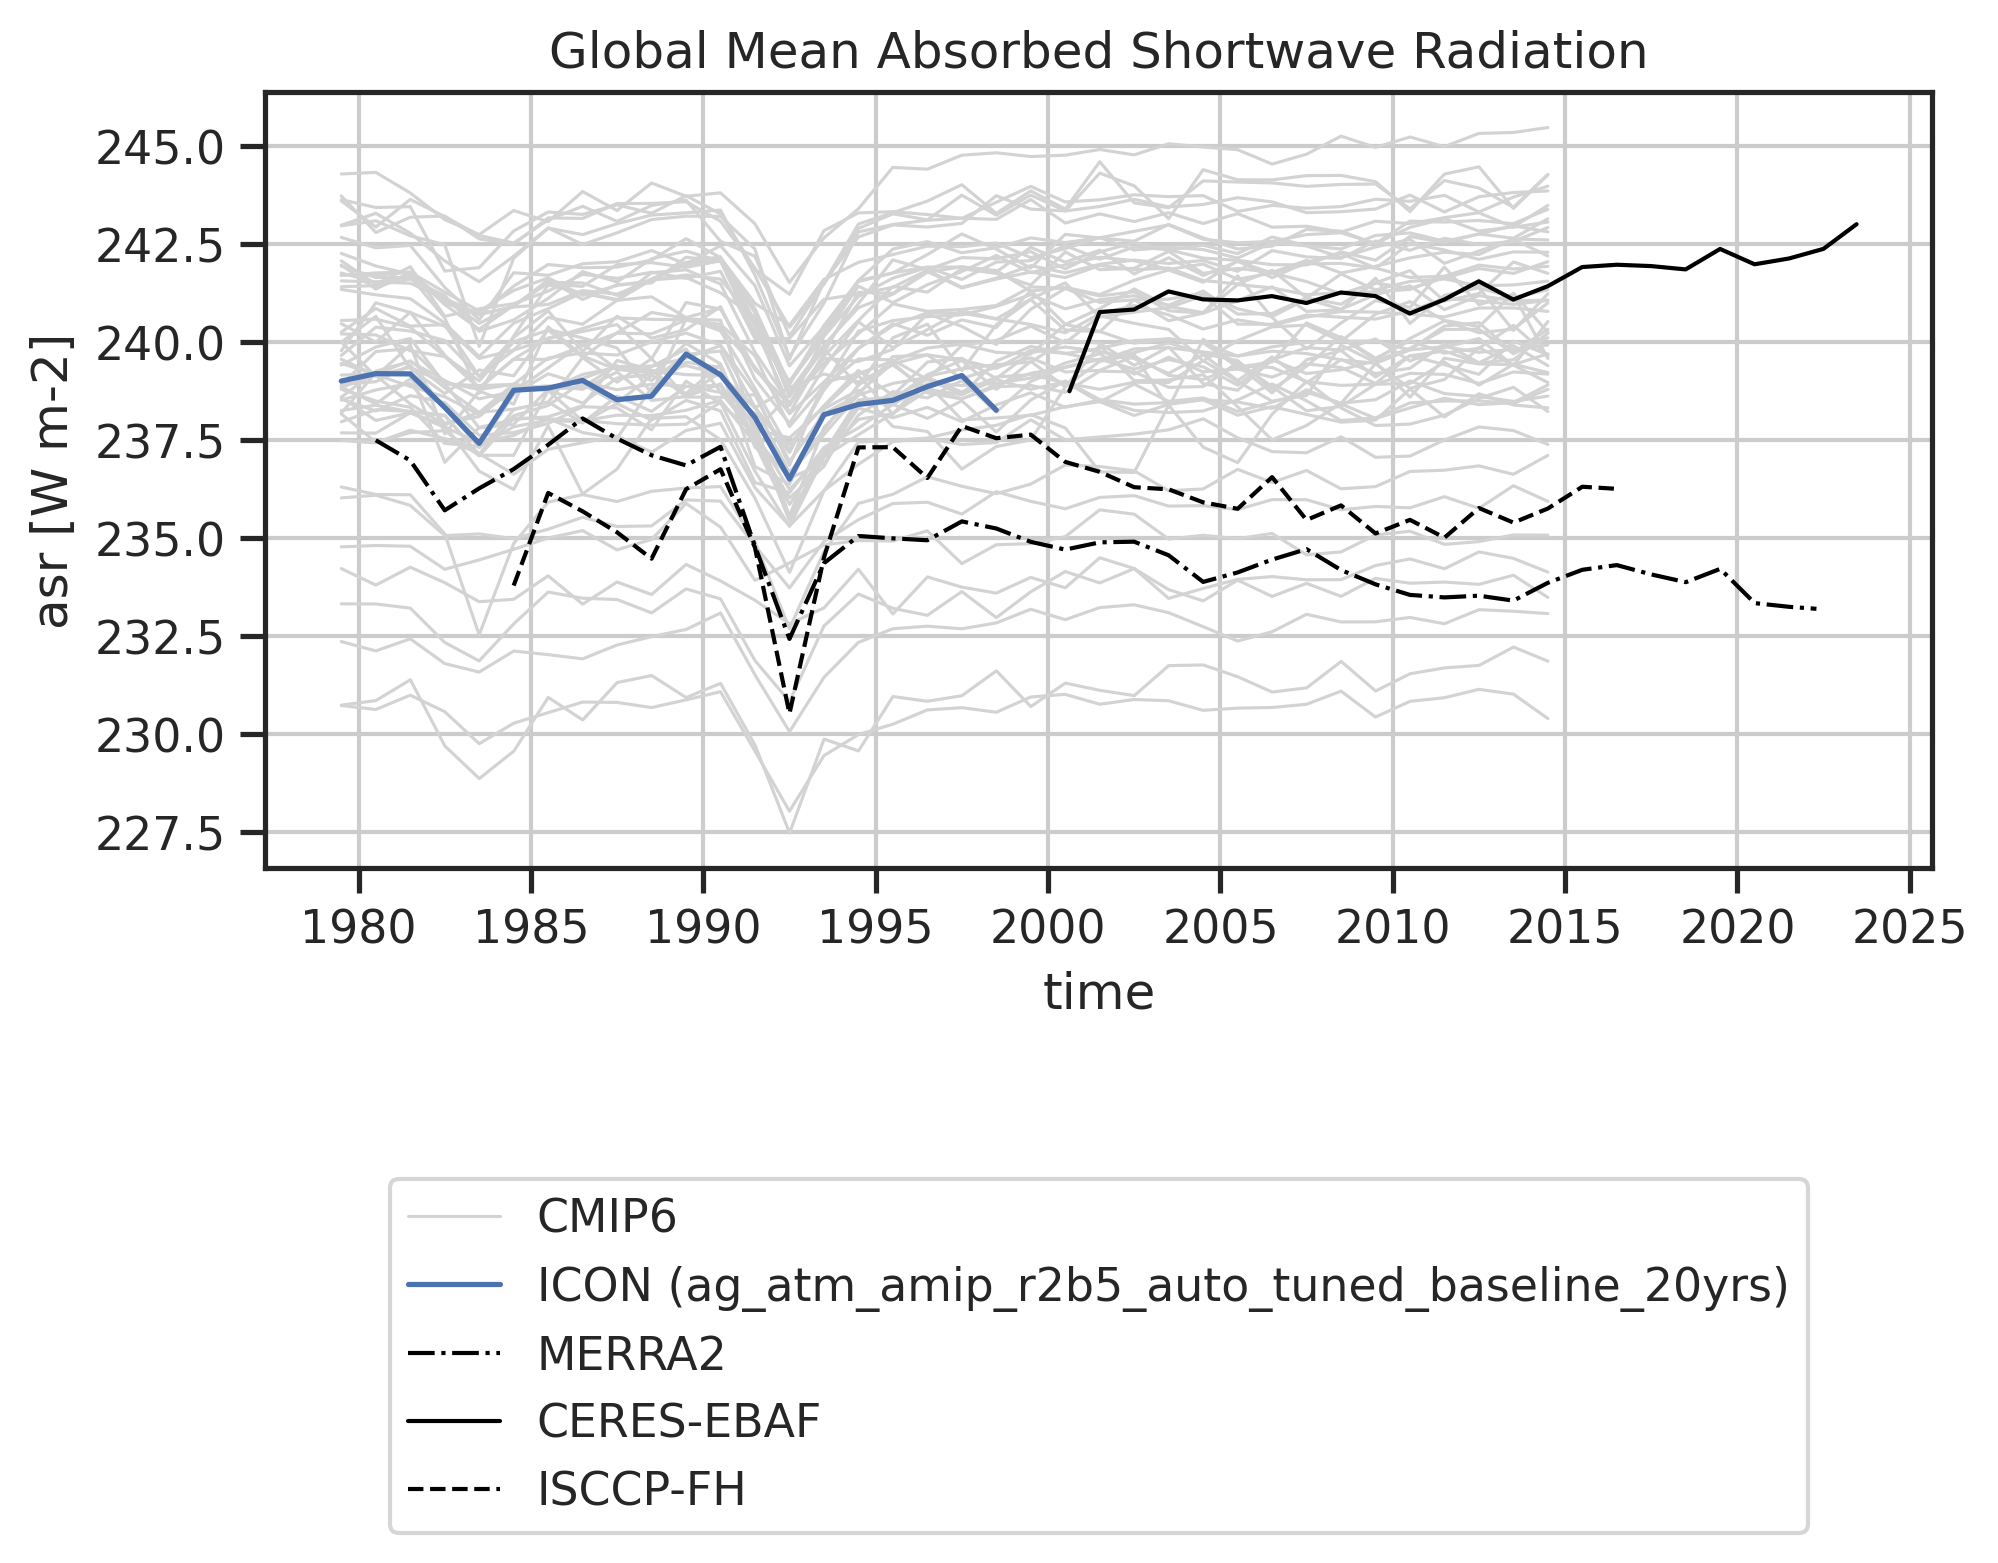 Global Mean Absorbed Shortwave Radiation
245.0
242.5
240.0
237.5
235.0
232.5
230.0
227.5
asr [W m-2]
1980 1985 1990 1995 2000 2005 2010 2015 2020 2025
time
CMIP6
ICON (ag_atm_amip_r2b5_auto_tuned_baseline_20yrs)
MERRA2
CERES-EBAF
ISCCP-FH